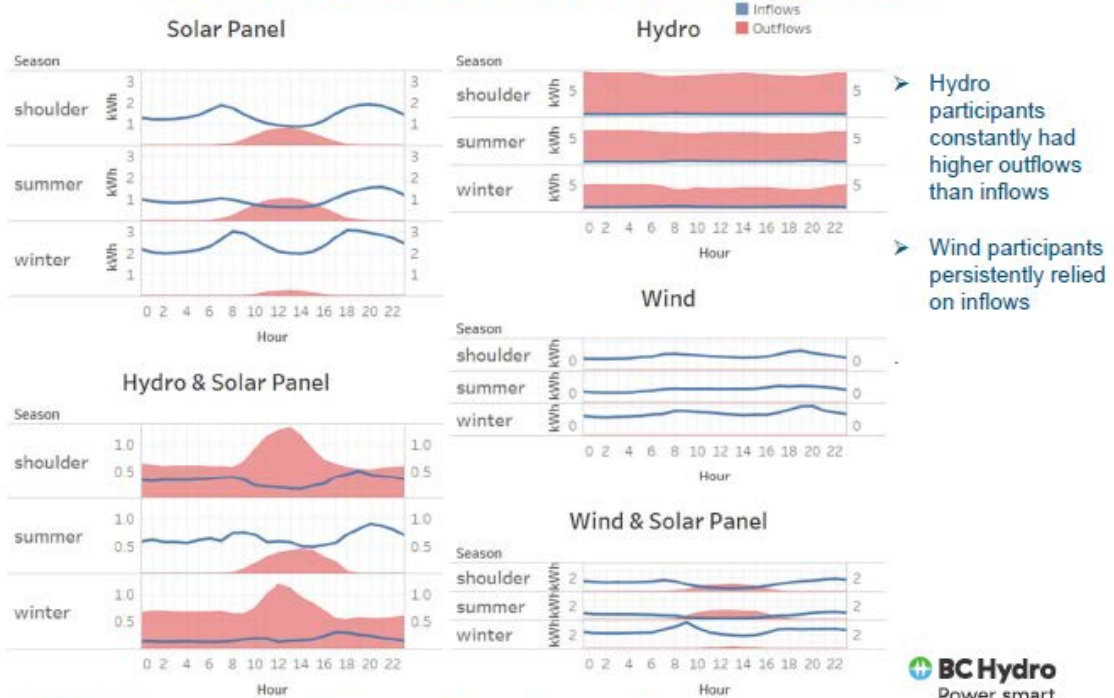 Inflows
Outflows
Solar Panel
Season
shoulder
kWh
3
2
1
3
2
1
summer
kWh
3
2
1
3
2
1
winter
kWh
3
2
1
3
2
1
0 2 4 6 8 10 12 14 16 18 20 22
Hour
Hydro & Solar Panel
Season
shoulder
1.0
0.5
1.0
0.5
summer
1.0
0.5
1.0
0.5
winter
1.0
0.5
1.0
0.5
0 2 4 6 8 10 12 14 16 18 20 22
Hour
Hydro
Season
shoulder
kWh
5
5
summer
kWh
5
5
winter
kWh
5
5
0 2 4 6 8 10 12 14 16 18 20 22
Hour
Wind
Season
shoulder
kWh
0
0
summer
kWh
0
0
winter
kWh
0
0
0 2 4 6 8 10 12 14 16 18 20 22
Hour
Wind & Solar Panel
Season
shoulder
kWh
2
2
summer
kWh
2
2
winter
kWh
2
2
0 2 4 6 8 10 12 14 16 18 20 22
Hour
➢ Hydro
participants
constantly had
higher outflows
than inflows
➢ Wind participants
persistently relied
on inflows
BC Hydro
Power smart